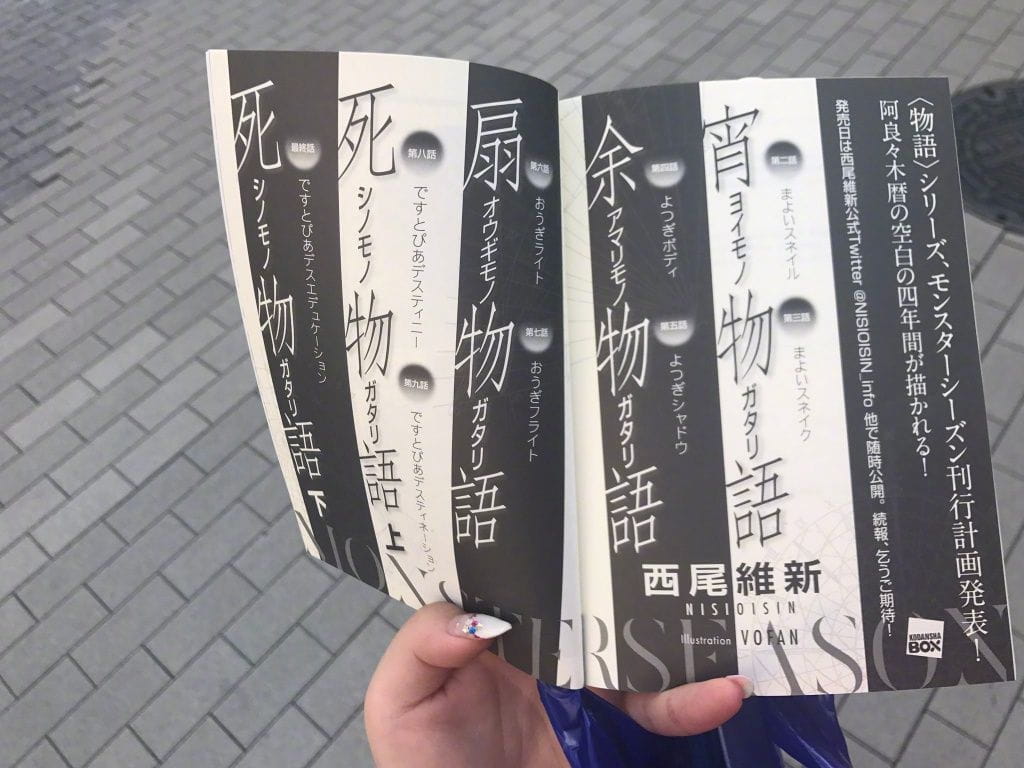 〈物語〉シリーズ、モンスターシーズン刊行計画発表！
阿良々木暦の空白の四年間が描かれる！
発売日は西尾維新公式Twitter @NISIOISIN_info 他で随時公開。続報、乞うご期待！
宵物語
ヨイモノガタリ
第二話
まよいスネイル
第三話
まよいスネイク
余物語
アマリモノガタリ
第四話
よつぎボディ
第五話
よつぎシャドウ
扇物語
オウギモノガタリ
第六話
おうぎライト
第七話
おうぎフライト
死物語 上
シノモノガタリ
第八話
ですとぴあデスティニー
第九話
ですとぴあデスティネーション
死物語 下
シノモノガタリ
最終話
ですとぴあデスエデュケーション
西尾維新
NISIOISIN
Illustration VOFAN
KODANSHA
BOX
MONSTERSEASON